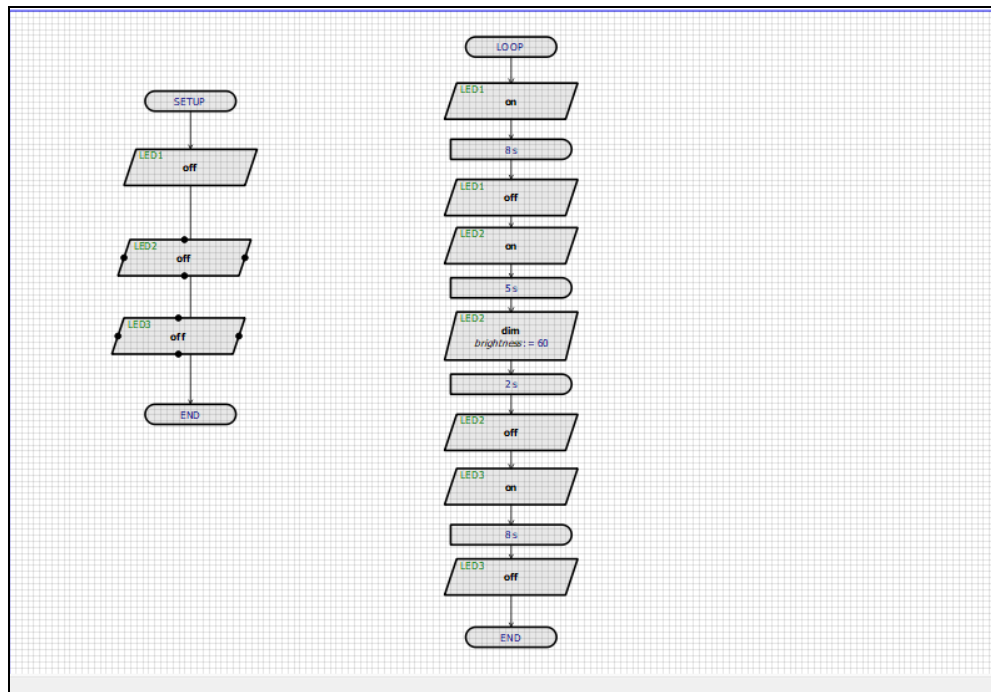 SETUP
LED1
off
LED2
off
LED3
off
END
LOOP
LED1
on
8s
LED1
off
LED2
on
5s
LED2
dim
brightness:= 60
2s
LED2
off
LED3
on
8s
LED3
off
END